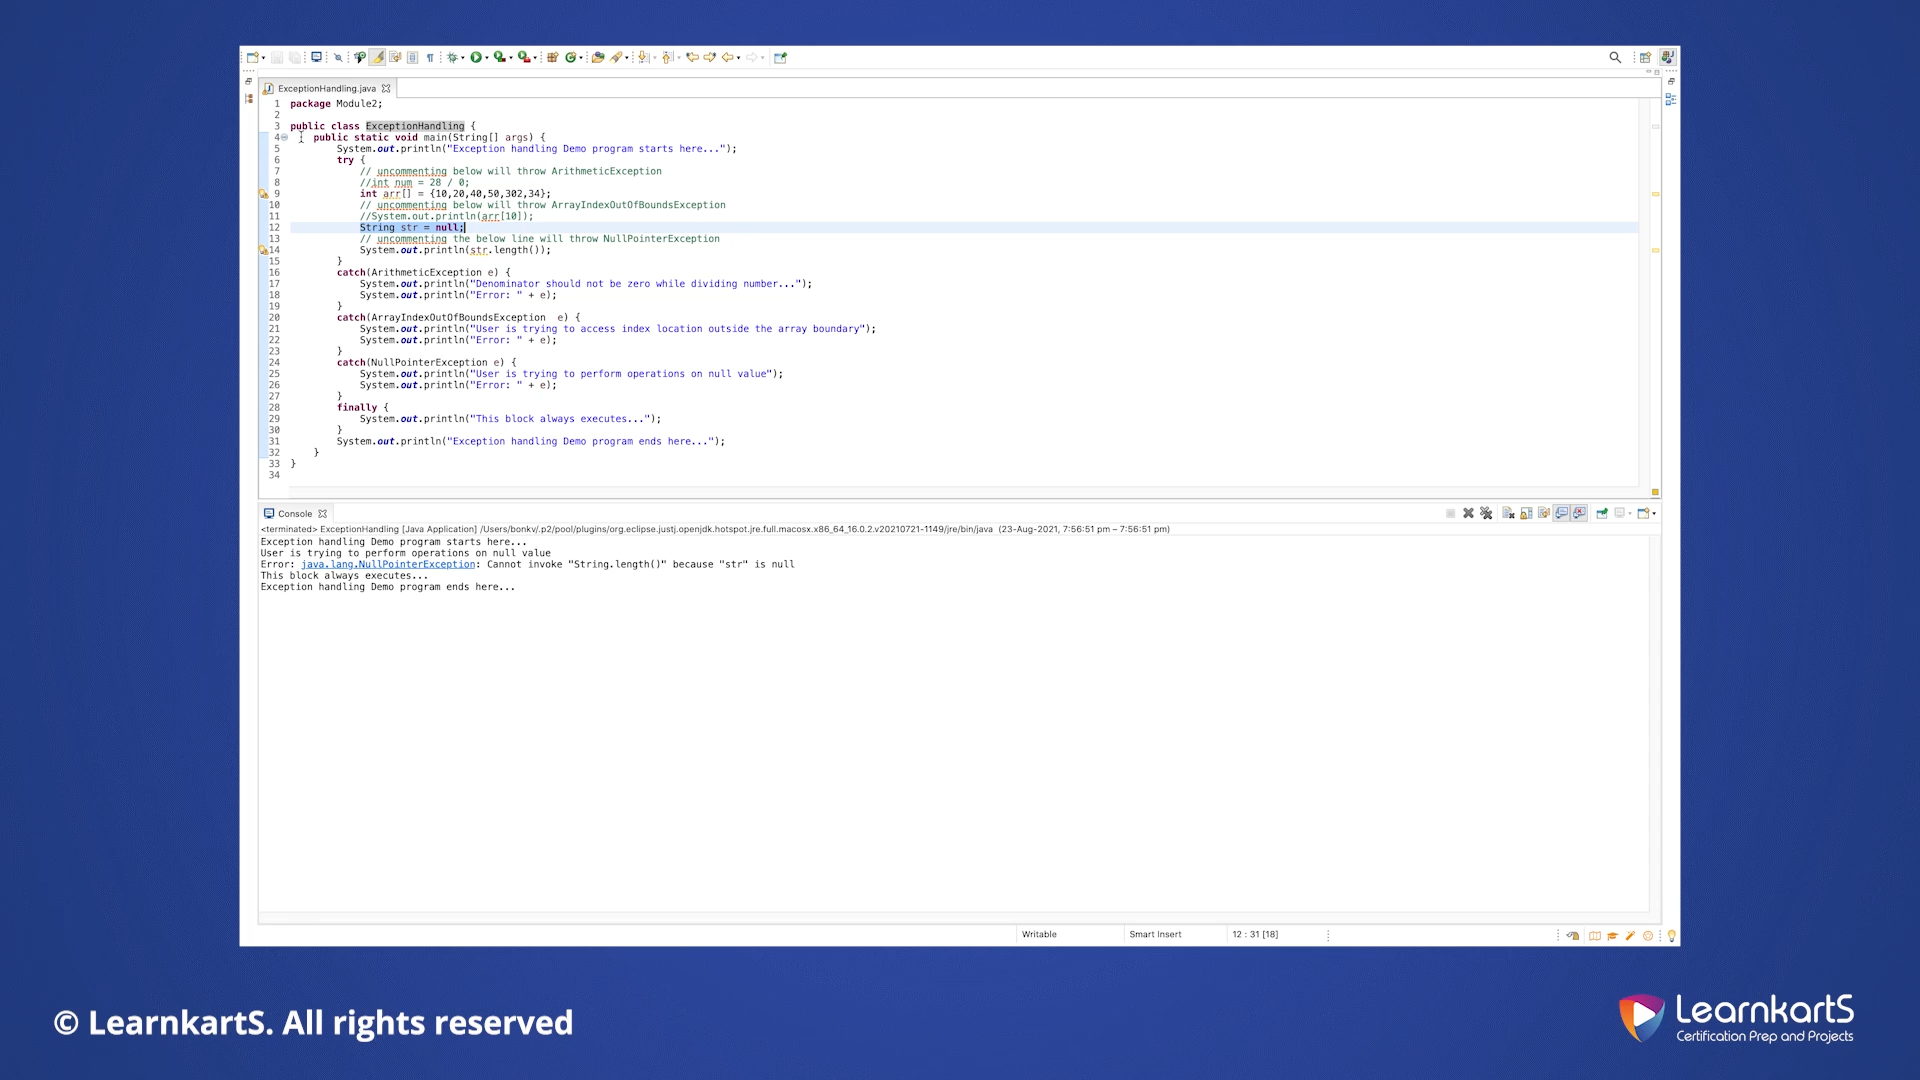 ExceptionHandling.java
1 package Module2;
2
3 public class ExceptionHandling {
4 public static void main(String[] args) {
5 System.out.println("Exception handling Demo program starts here...");
6 try {
7 // uncommenting below will throw ArithmeticException
8 //int num = 28 / 0;
9 int arr[] = {10,20,40,50,302,34};
10 // uncommenting below will throw ArrayIndexOutOfBoundsException
11 //System.out.println(arr[10]);
12 String str = null;
13 // uncommenting the below line will throw NullPointerException
14 System.out.println(str.length());
15 }
16 catch(ArithmeticException e) {
17 System.out.println("Denominator should not be zero while dividing number...");
18 System.out.println("Error: " + e);
19 }
20 catch(ArrayIndexOutOfBoundsException  e) {
21 System.out.println("User is trying to access index location outside the array boundary");
22 System.out.println("Error: " + e);
23 }
24 catch(NullPointerException e) {
25 System.out.println("User is trying to perform operations on null value");
26 System.out.println("Error: " + e);
27 }
28 finally {
29 System.out.println("This block always executes...");
30 }
31 System.out.println("Exception handling Demo program ends here...");
32 }
33 }
34
Console
<terminated> ExceptionHandling [Java Application] /Users/bonkv/.p2/pool/plugins/org.eclipse.justj.openjdk.hotspot.jre.full.macosx.x86_64_16.0.2.v20210721-1149/jre/bin/java (23-Aug-2021, 7:56:51 pm – 7:56:51 pm)
Exception handling Demo program starts here...
User is trying to perform operations on null value
Error: java.lang.NullPointerException: Cannot invoke "String.length()" because "str" is null
This block always executes...
Exception handling Demo program ends here...
Writable Smart Insert 12 : 31 [18]
© LearnkartS. All rights reserved
LearnkartS
Certification Prep and Projects